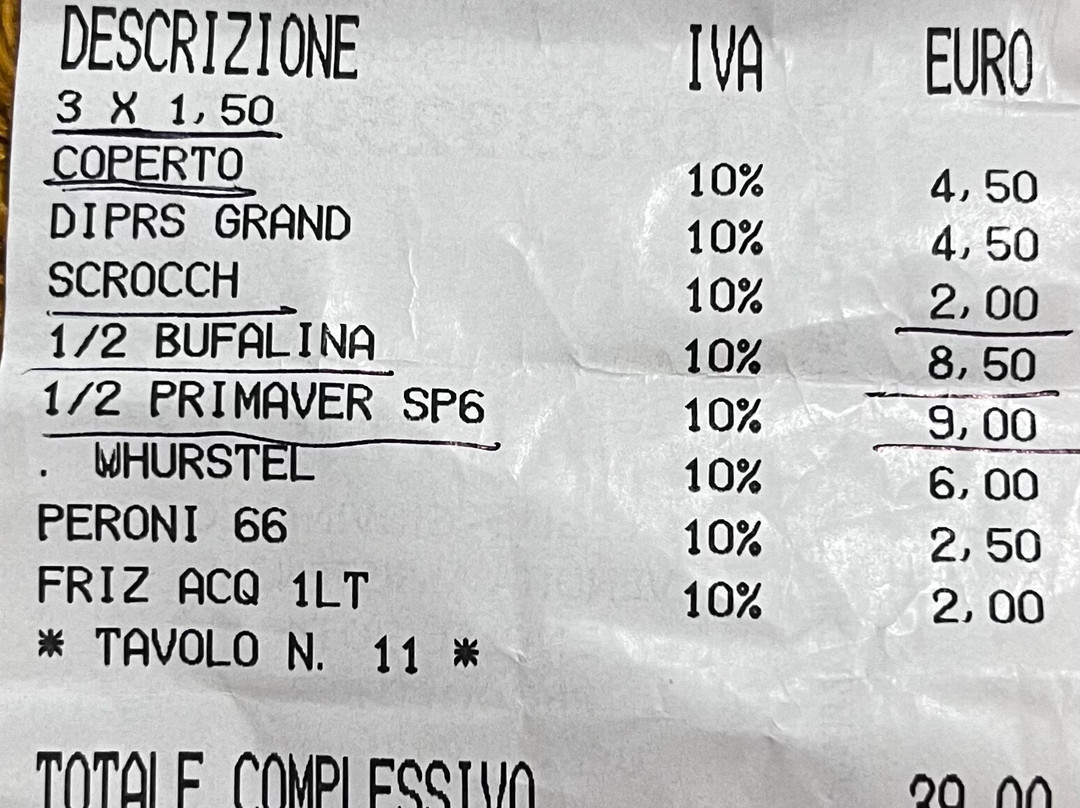 DESCRIZIONE IVA EURO
3 X 1,50
COPERTO 10% 4,50
DIPRS GRAND 10% 4,50
SCROCCH 10% 2,00
1/2 BUFALINA 10% 8,50
1/2 PRIMAVER SP6 10% 9,00
. WHURSTEL 10% 6,00
PERONI 66 10% 2,50
FRIZ ACQ 1LT 10% 2,00
* TAVOLO N. 11 *
TOTALE COMPLESSIVO 39,00